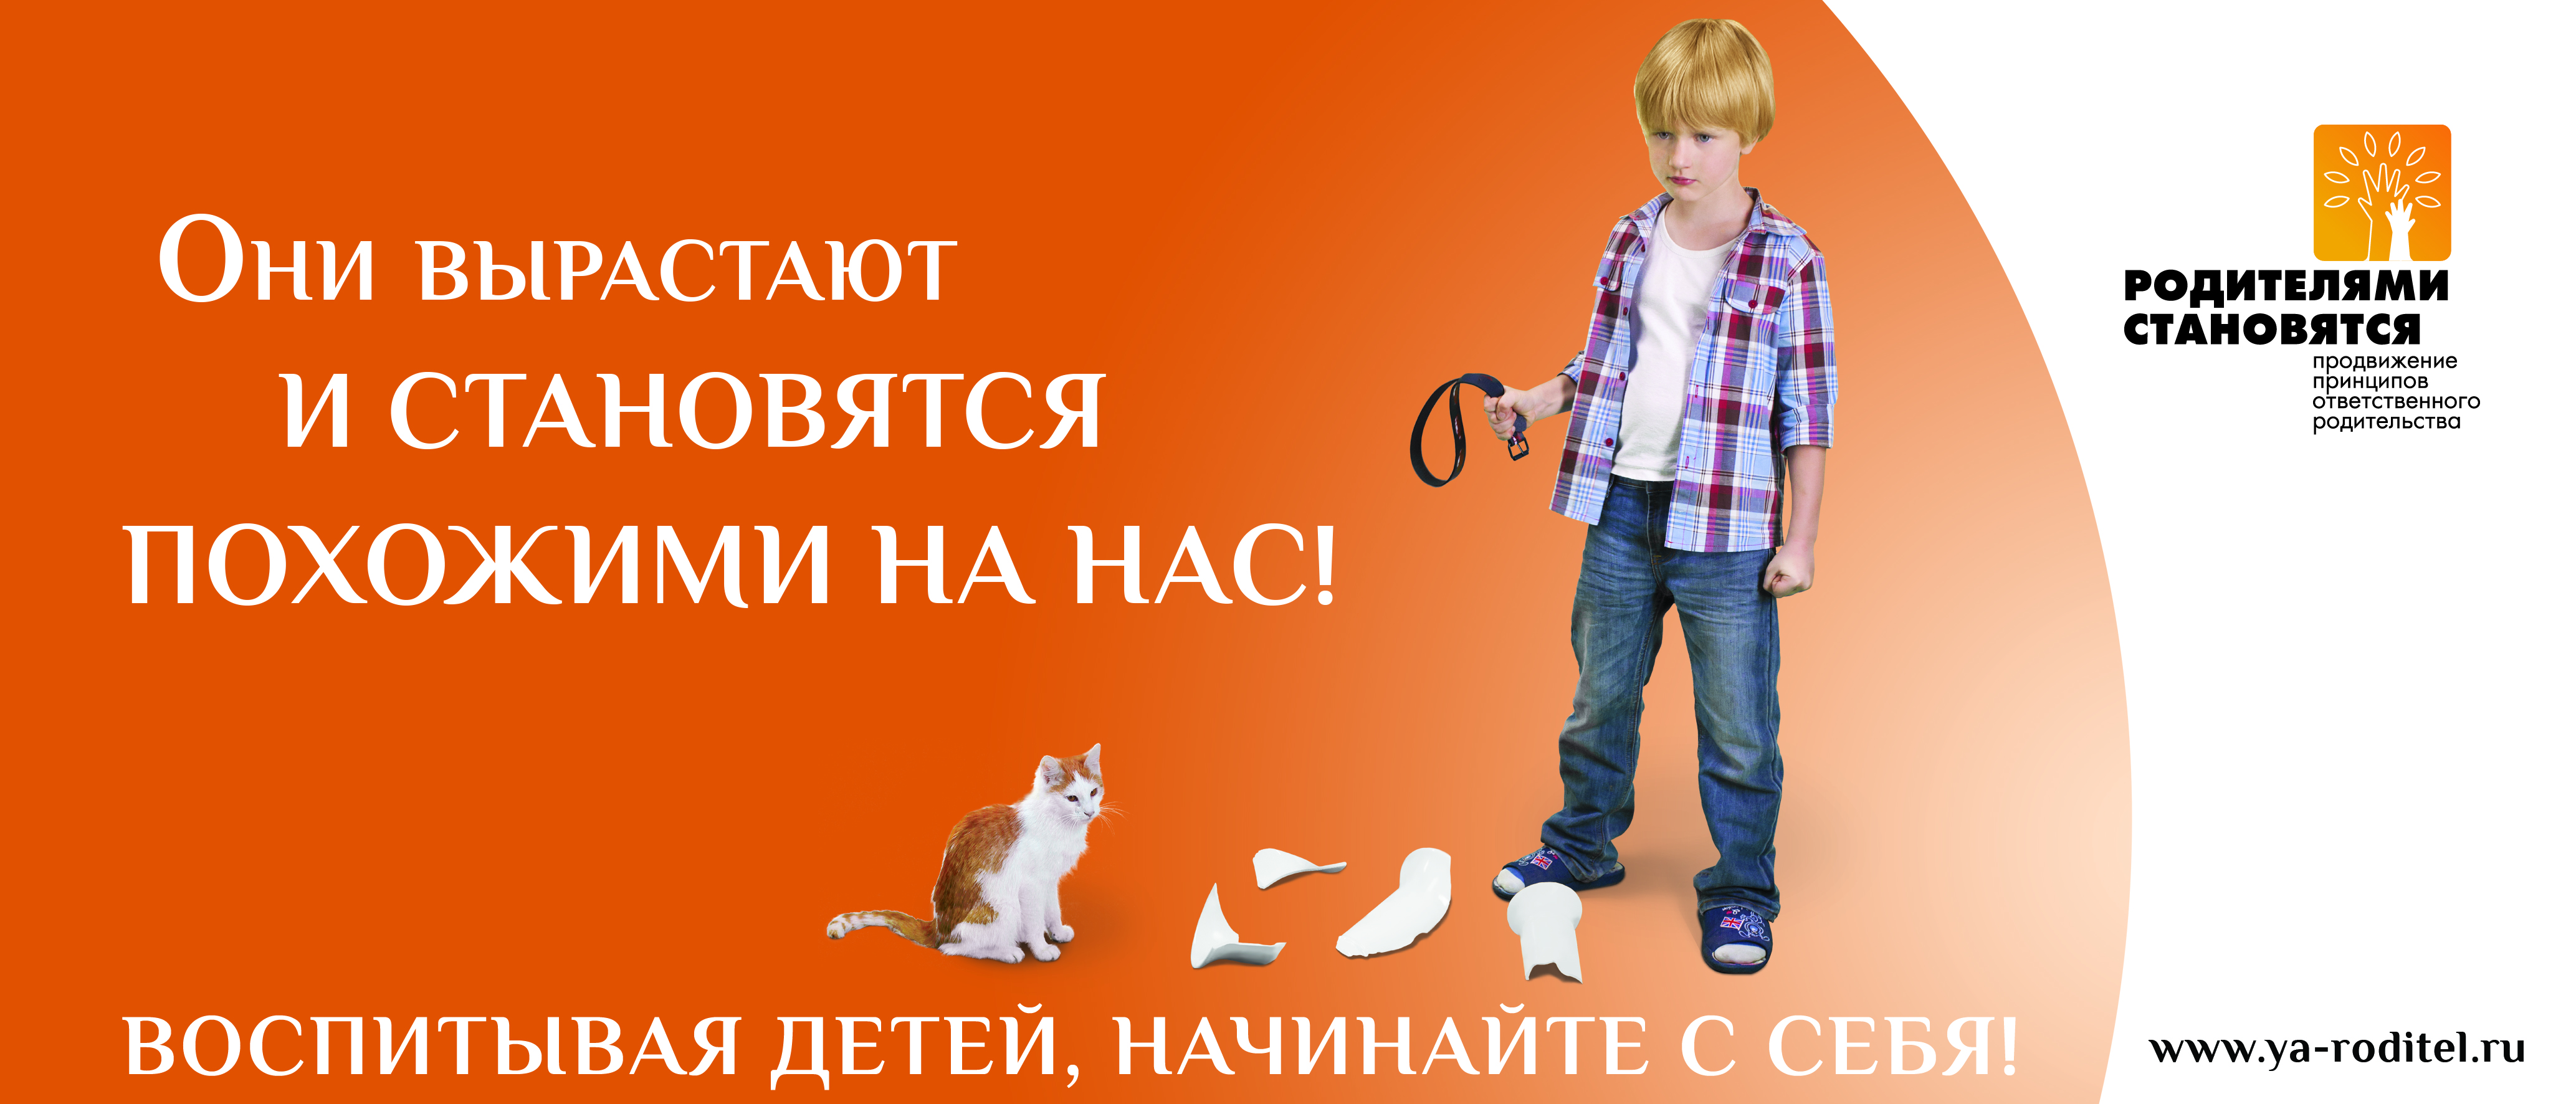 Они вырастают
и становятся
похожими на нас!
воспитывая детей, начинайте с себя!
РОДИТЕЛЯМИ
СТАНОВЯТСЯ
продвижение
принципов
ответственного
родительства
www.ya-roditel.ru